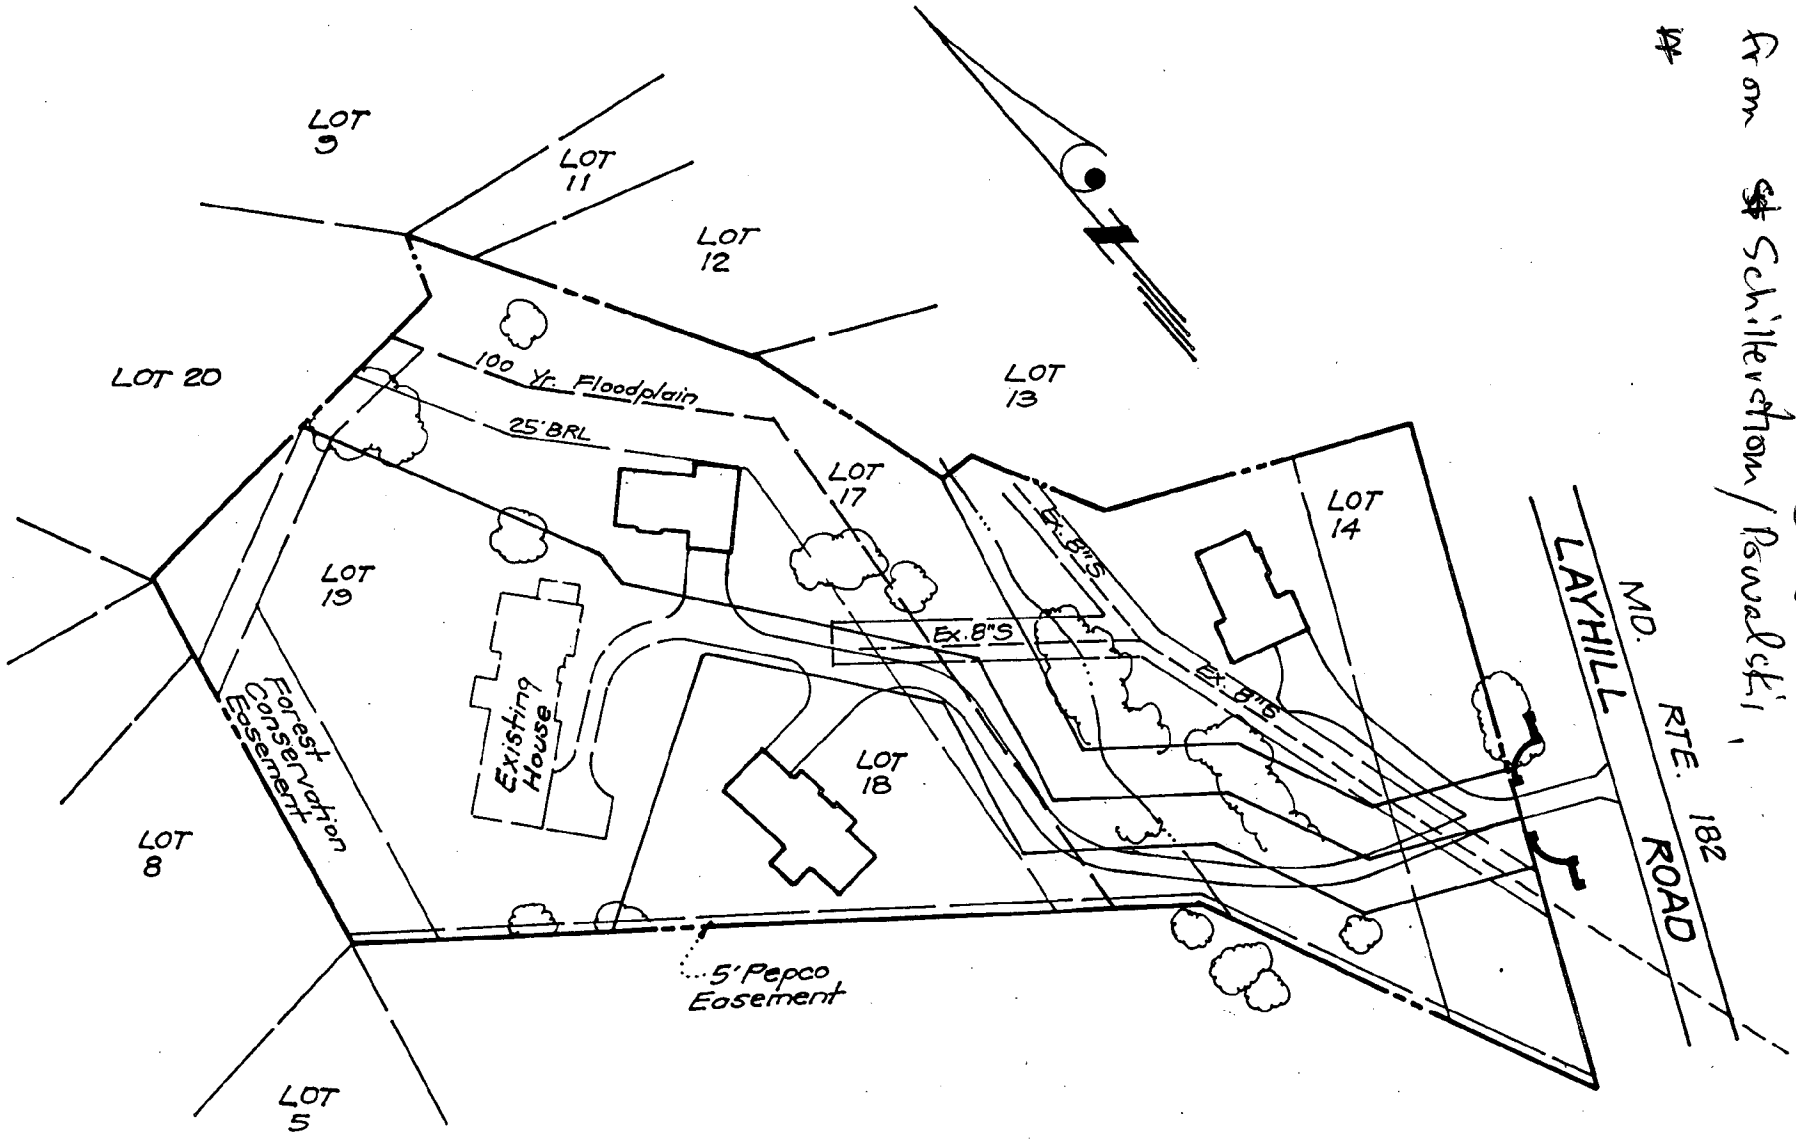 LOT
9
LOT
11
LOT
12
LOT 20
100 Yr. Floodplain
25' BRL
LOT
13
LOT
17
LOT
14
Ex. 8"S
Ex. 8"S
Ex. 8"S
LOT
19
Existing
House
Forest
Conservation
Easement
LOT
18
LOT
8
5' Pepco
Easement
LOT
5
MD. RTE. 182
LAYHILL ROAD
from